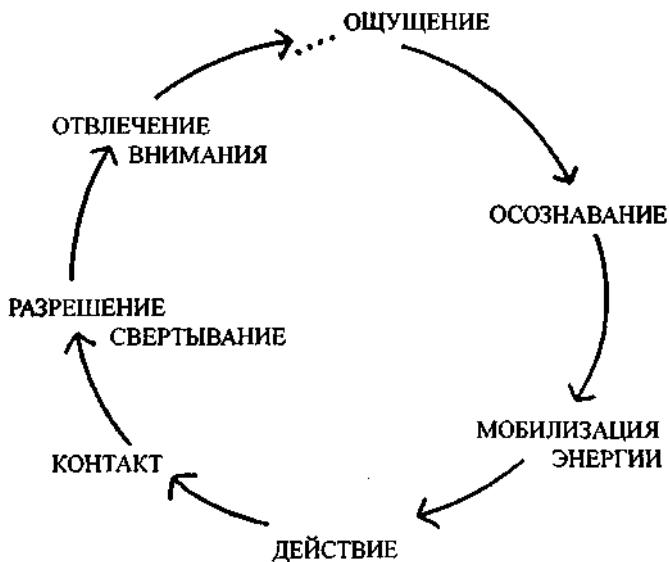 ОЩУЩЕНИЕ
ОСОЗНАВАНИЕ
МОБИЛИЗАЦИЯ
ЭНЕРГИИ
ДЕЙСТВИЕ
КОНТАКТ
РАЗРЕШЕНИЕ
СВЕРТЫВАНИЕ
ОТВЛЕЧЕНИЕ
ВНИМАНИЯ